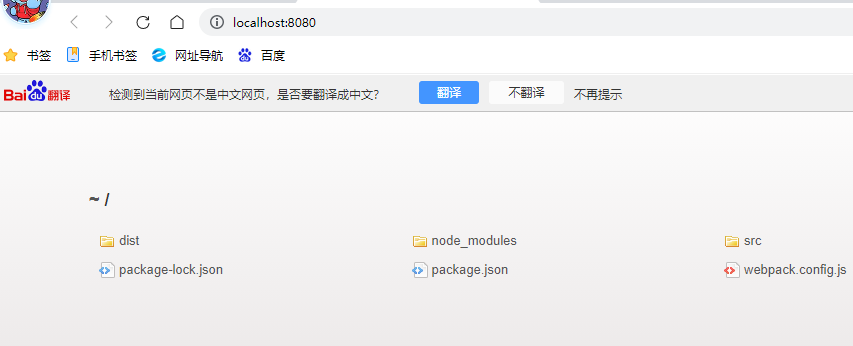 localhost:8080
书签 手机书签 网址导航 百度
Bai du 翻译 检测到当前网页不是中文网页，是否要翻译成中文？ 翻译 不翻译 不再提示
~ /
dist node_modules src
package-lock.json package.json webpack.config.js